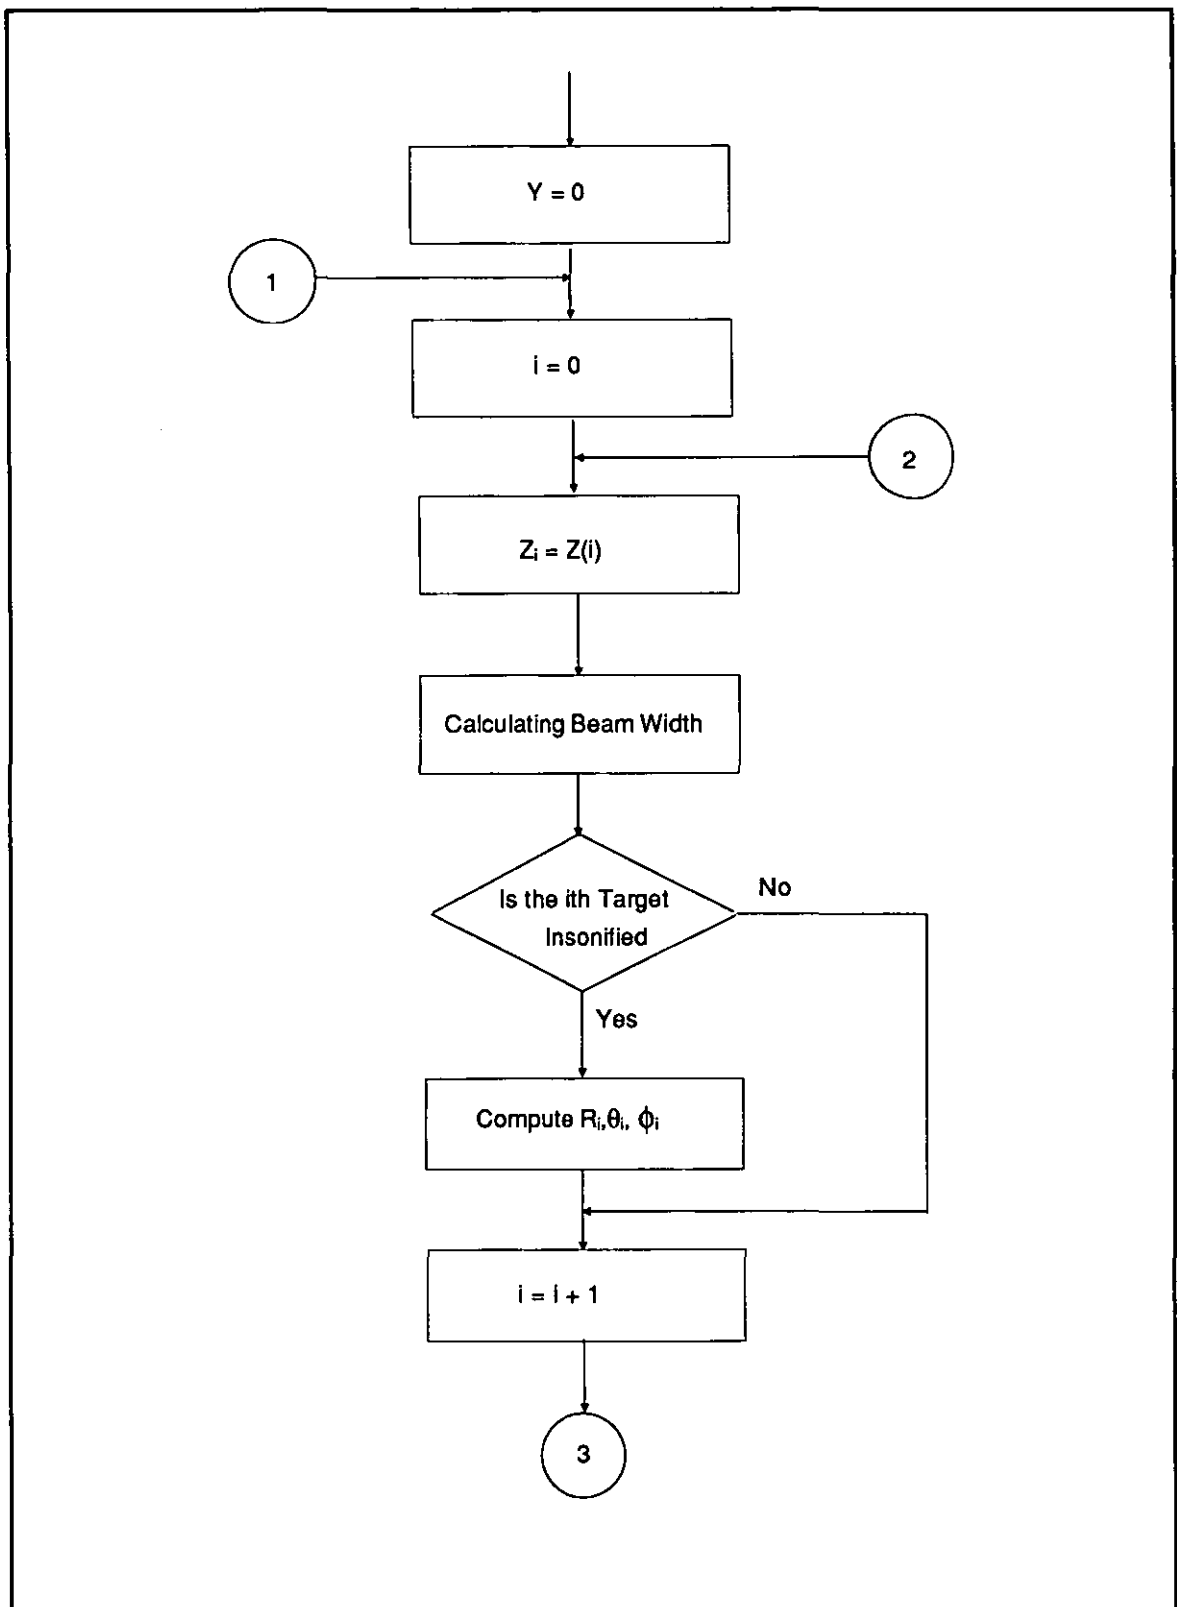 Y = 0
1
i = 0
2
Zi = Z(i)
Calculating Beam Width
Is the ith Target
Insonified
No
Yes
Compute Ri,θi, ϕi
i = i + 1
3